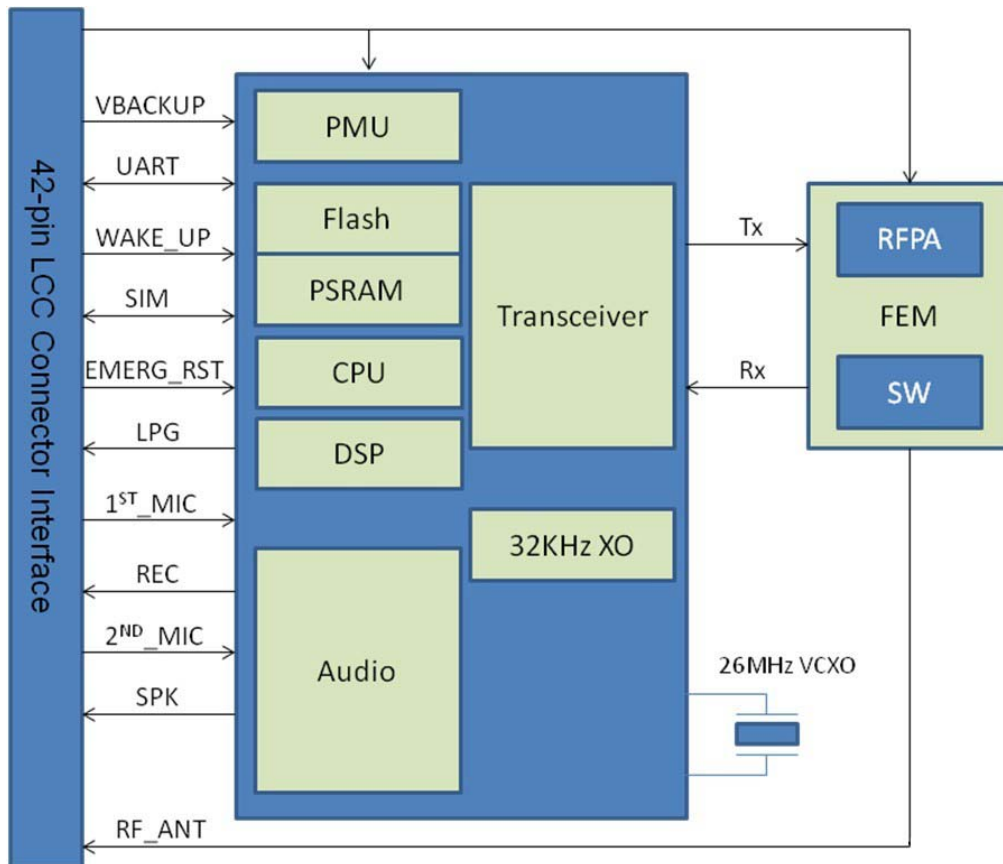 42-pin LCC Connector Interface
VBACKUP
UART
WAKE_UP
SIM
EMERG_RST
LPG
1ST_MIC
REC
2ND_MIC
SPK
RF_ANT
PMU
Flash
PSRAM
CPU
DSP
Audio
Transceiver
32KHz XO
26MHz VCXO
Tx
Rx
RFPA
FEM
SW